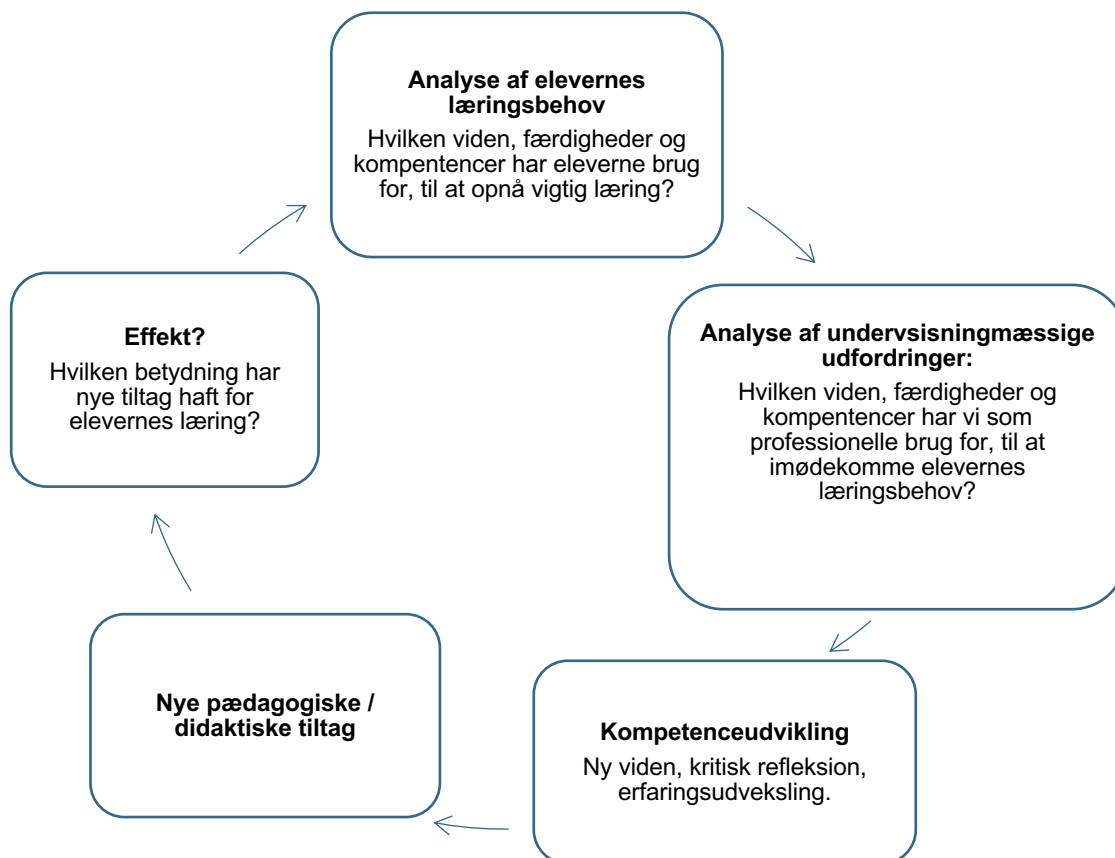 Analyse af elevernes
læringsbehov
Hvilken viden, færdigheder og
kompentencer har eleverne brug
for, til at opnå vigtig læring?
Analyse af undervsisningmæssige
udfordringer:
Hvilken viden, færdigheder og
kompentencer har vi som
professionelle brug for, til at
imødekomme elevernes
læringsbehov?
Kompetenceudvikling
Ny viden, kritisk refleksion,
erfaringsudveksling.
Nye pædagogiske /
didaktiske tiltag
Effekt?
Hvilken betydning har
nye tiltag haft for
elevernes læring?